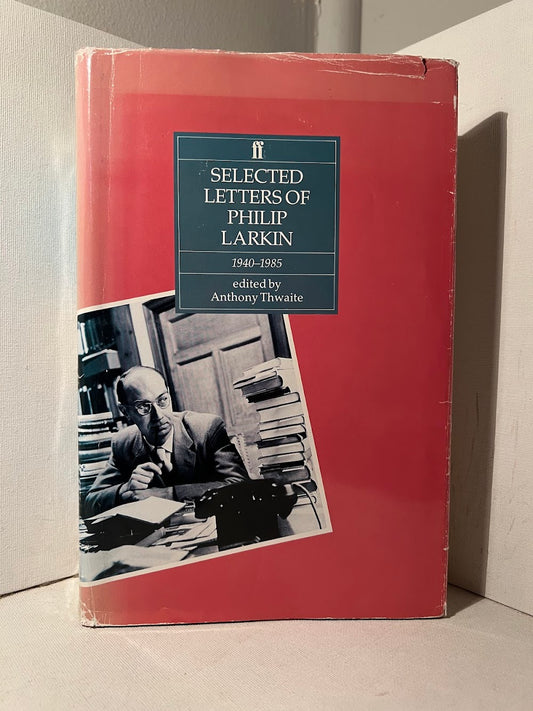 ff
SELECTED
LETTERS OF
PHILIP
LARKIN
1940–1985
edited by
Anthony Thwaite